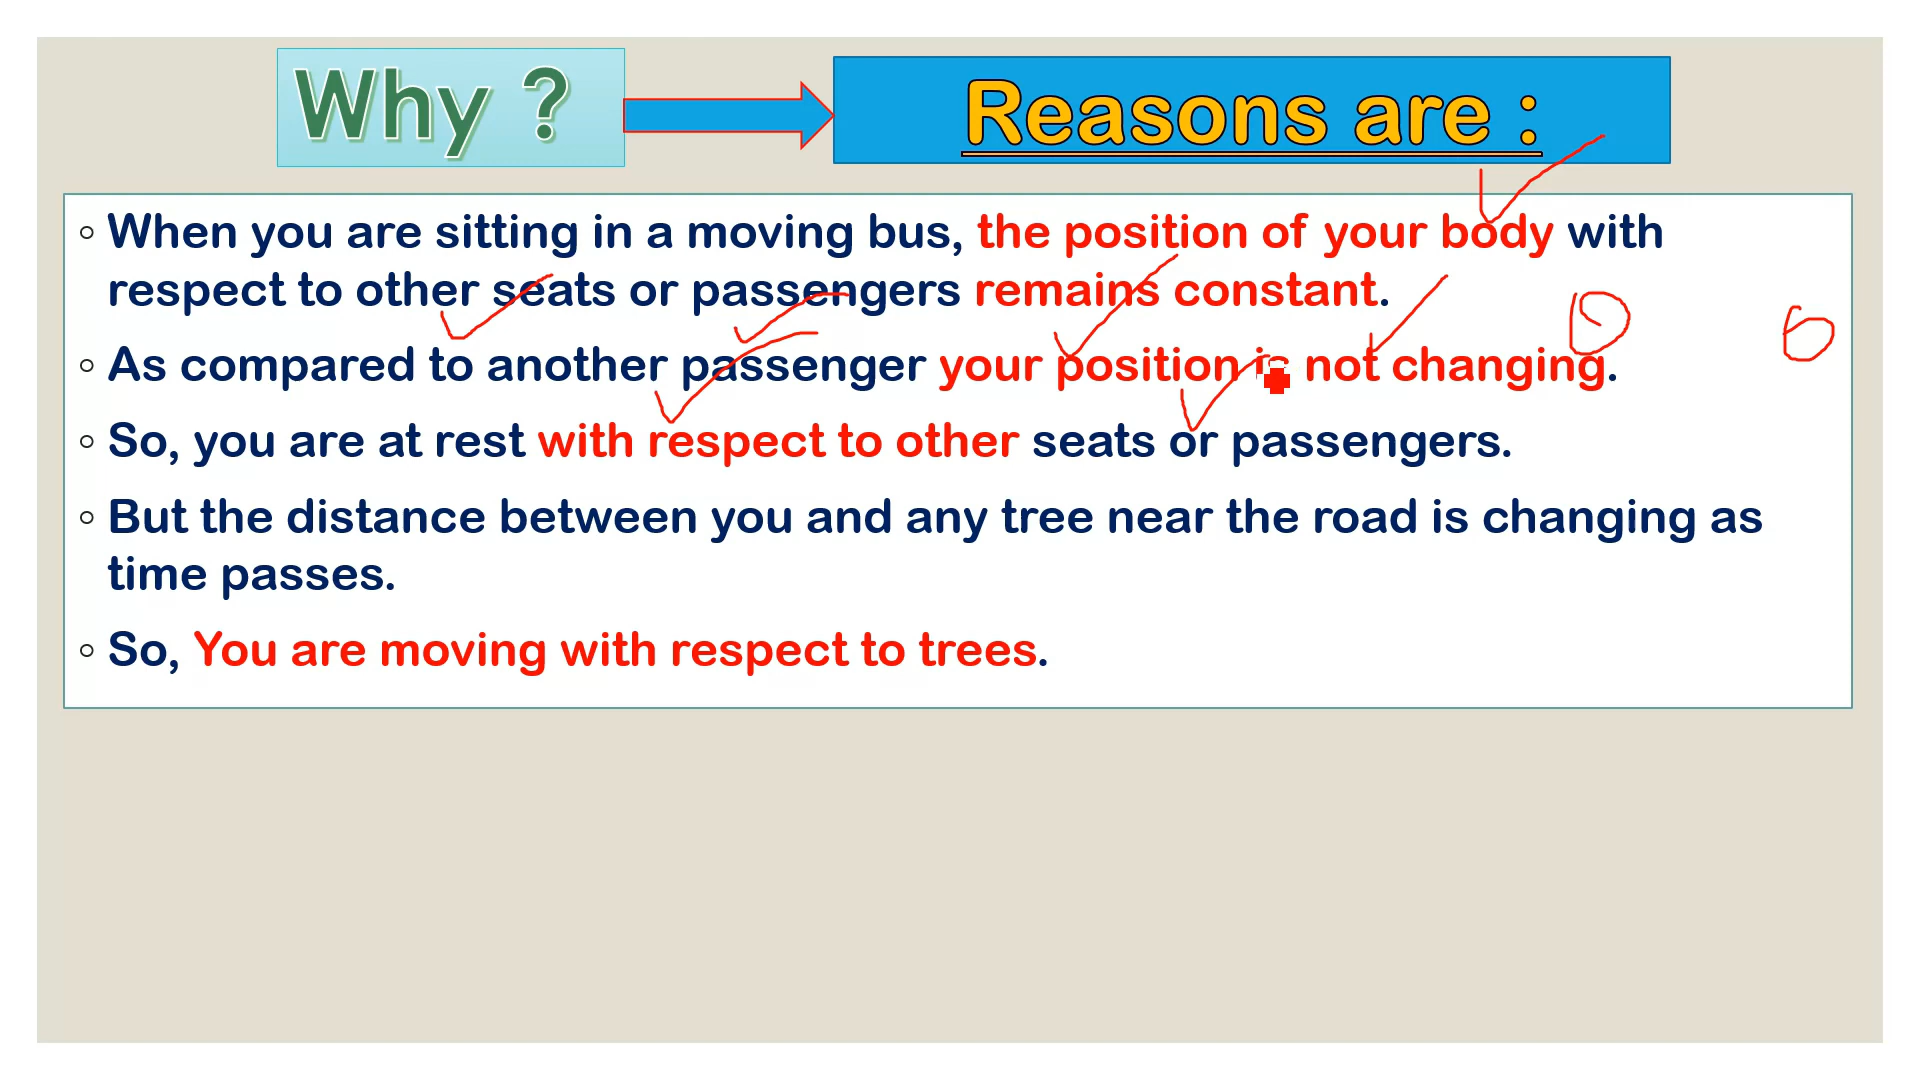 Why ?
Reasons are :
◦ When you are sitting in a moving bus, the position of your body with
respect to other seats or passengers remains constant.
◦ As compared to another passenger your position is not changing.
◦ So, you are at rest with respect to other seats or passengers.
◦ But the distance between you and any tree near the road is changing as
time passes.
◦ So, You are moving with respect to trees.